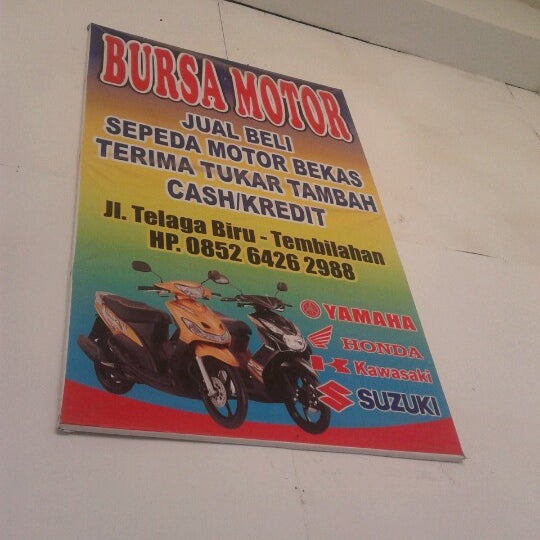 BURSA MOTOR
JUAL BELI
SEPEDA MOTOR BEKAS
TERIMA TUKAR TAMBAH
CASH/KREDIT
Jl. Telaga Biru - Tembilahan
HP. 0852 6426 2988
YAMAHA
HONDA
Kawasaki
SUZUKI